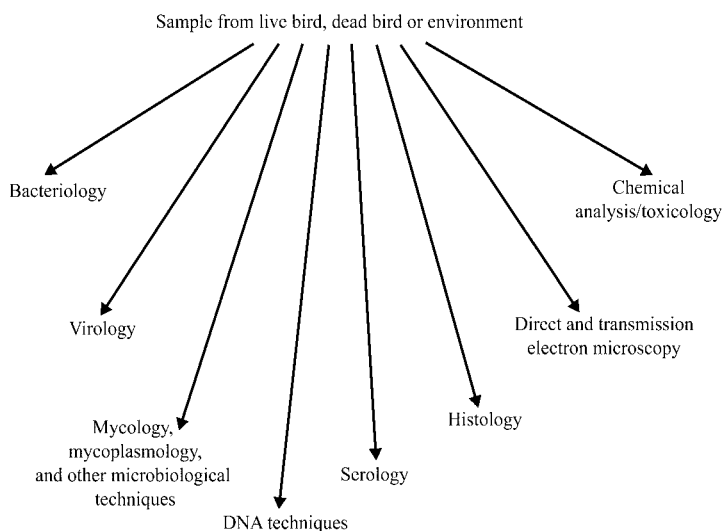 Sample from live bird, dead bird or environment
Bacteriology
Chemical
analysis/toxicology
Virology
Direct and transmission
electron microscopy
Mycology,
mycoplasmology,
and other microbiological
techniques
Histology
Serology
DNA techniques